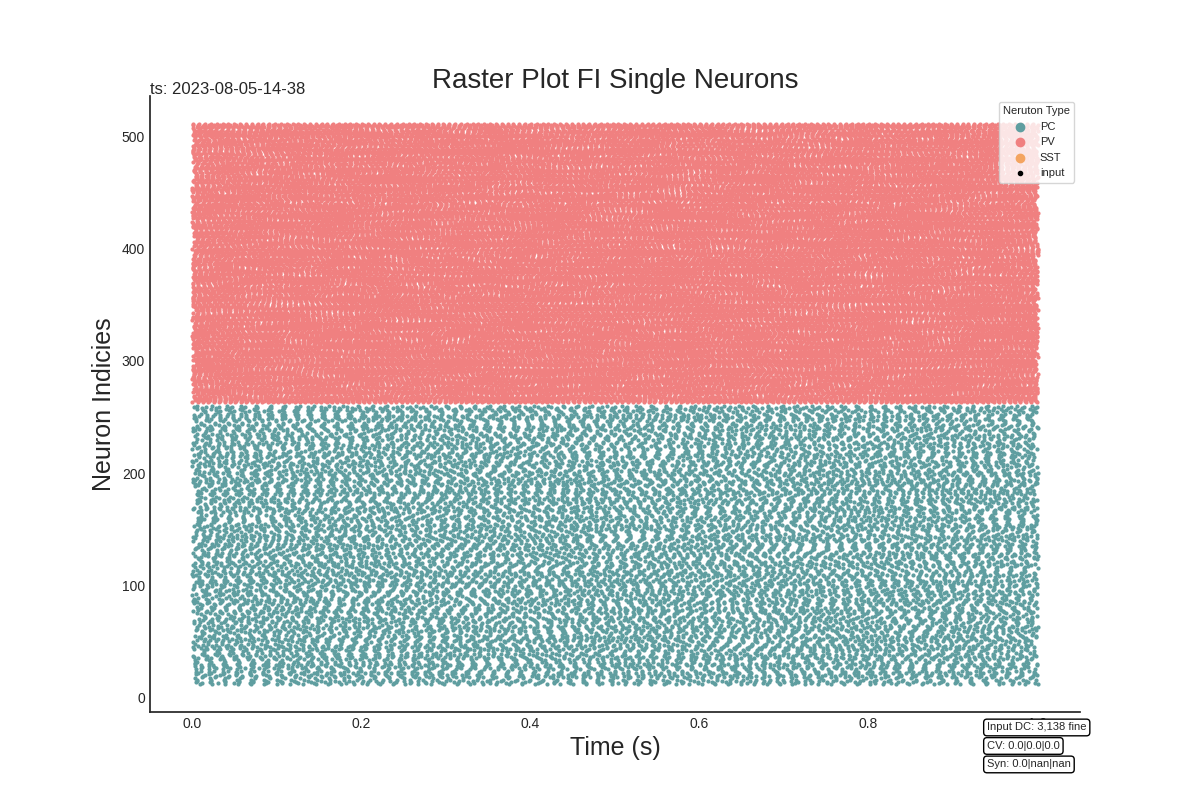 Raster Plot FI Single Neurons
ts: 2023-08-05-14-38
Neruton Type
PC
PV
SST
input
Neuron Indicies
500
400
300
200
100
0
0.0 0.2 0.4 0.6 0.8
Time (s)
Input DC: 3,138 fine
CV: 0.0|0.0|0.0
Syn: 0.0|nan|nan